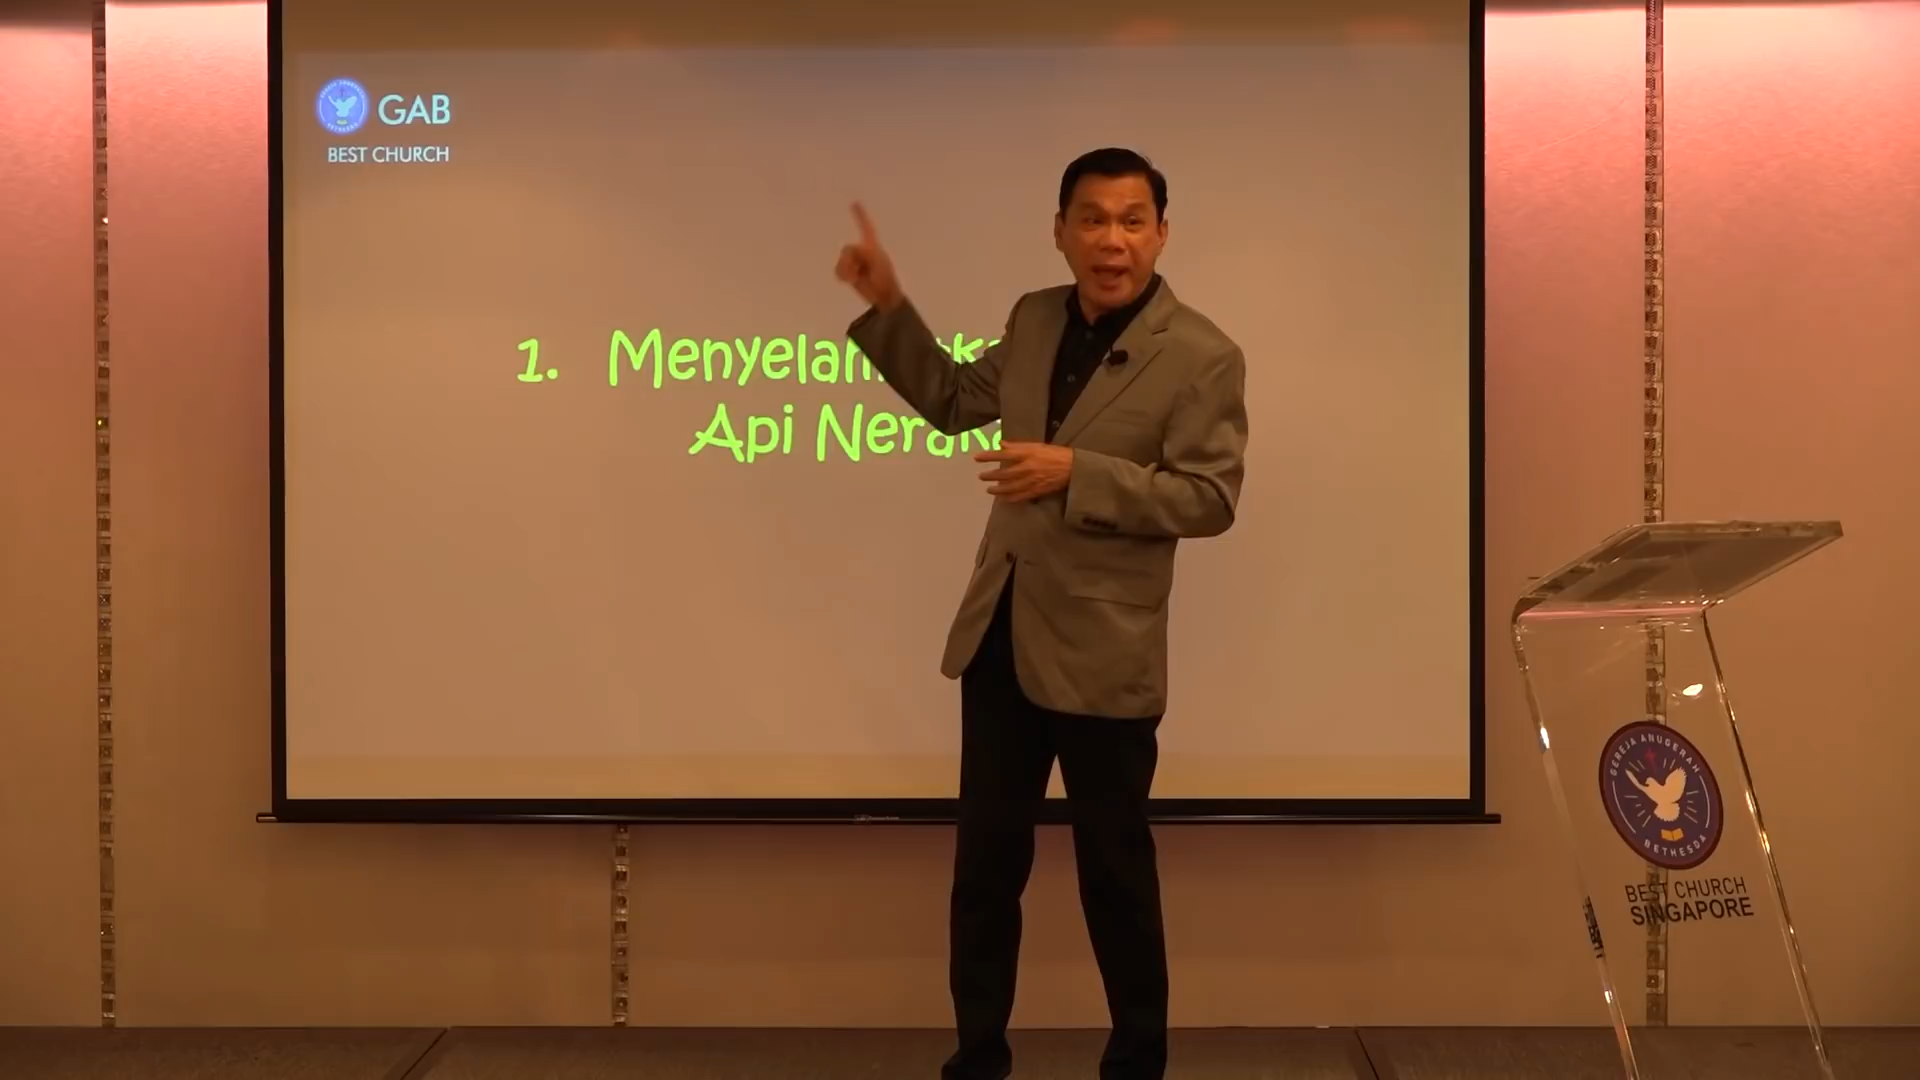 GAB
BEST CHURCH
1. Api
GEREJA ANUGERAH
BETHESDA
BEST CHURCH
SINGAPORE